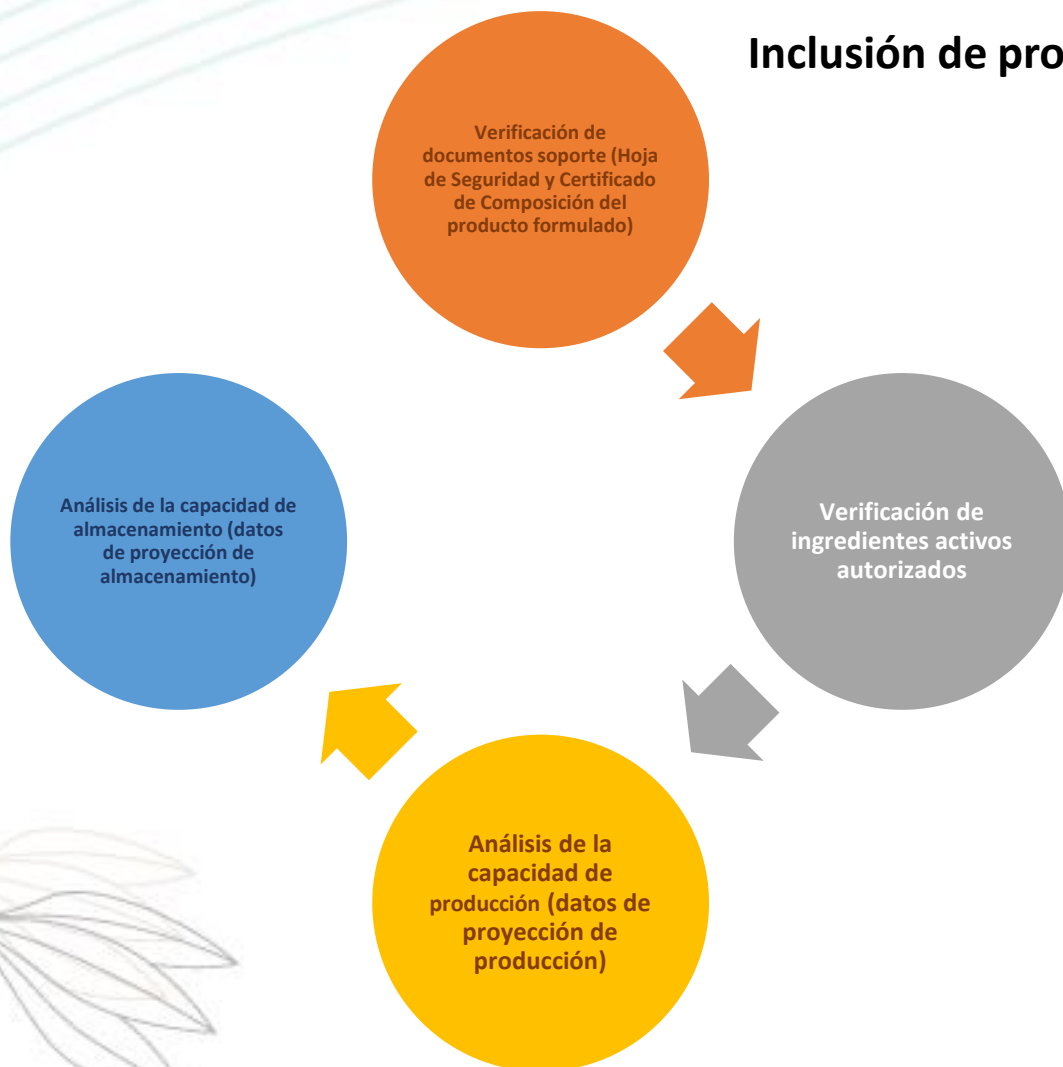 Inclusión de pro
Verificación de
documentos soporte (Hoja
de Seguridad y Certificado
de Composición del
producto formulado)
Verificación de
ingredientes activos
autorizados
Análisis de la
capacidad de
producción (datos de
proyección de
producción)
Análisis de la capacidad de
almacenamiento (datos
de proyección de
almacenamiento)